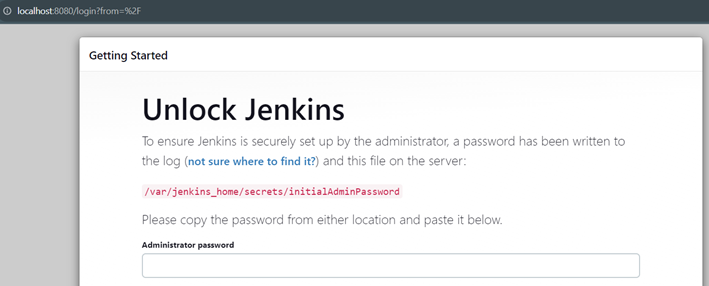 localhost:8080/login?from=%2F
Getting Started
Unlock Jenkins
To ensure Jenkins is securely set up by the administrator, a password has been written to
the log (not sure where to find it?) and this file on the server:
/var/jenkins_home/secrets/initialAdminPassword
Please copy the password from either location and paste it below.
Administrator password